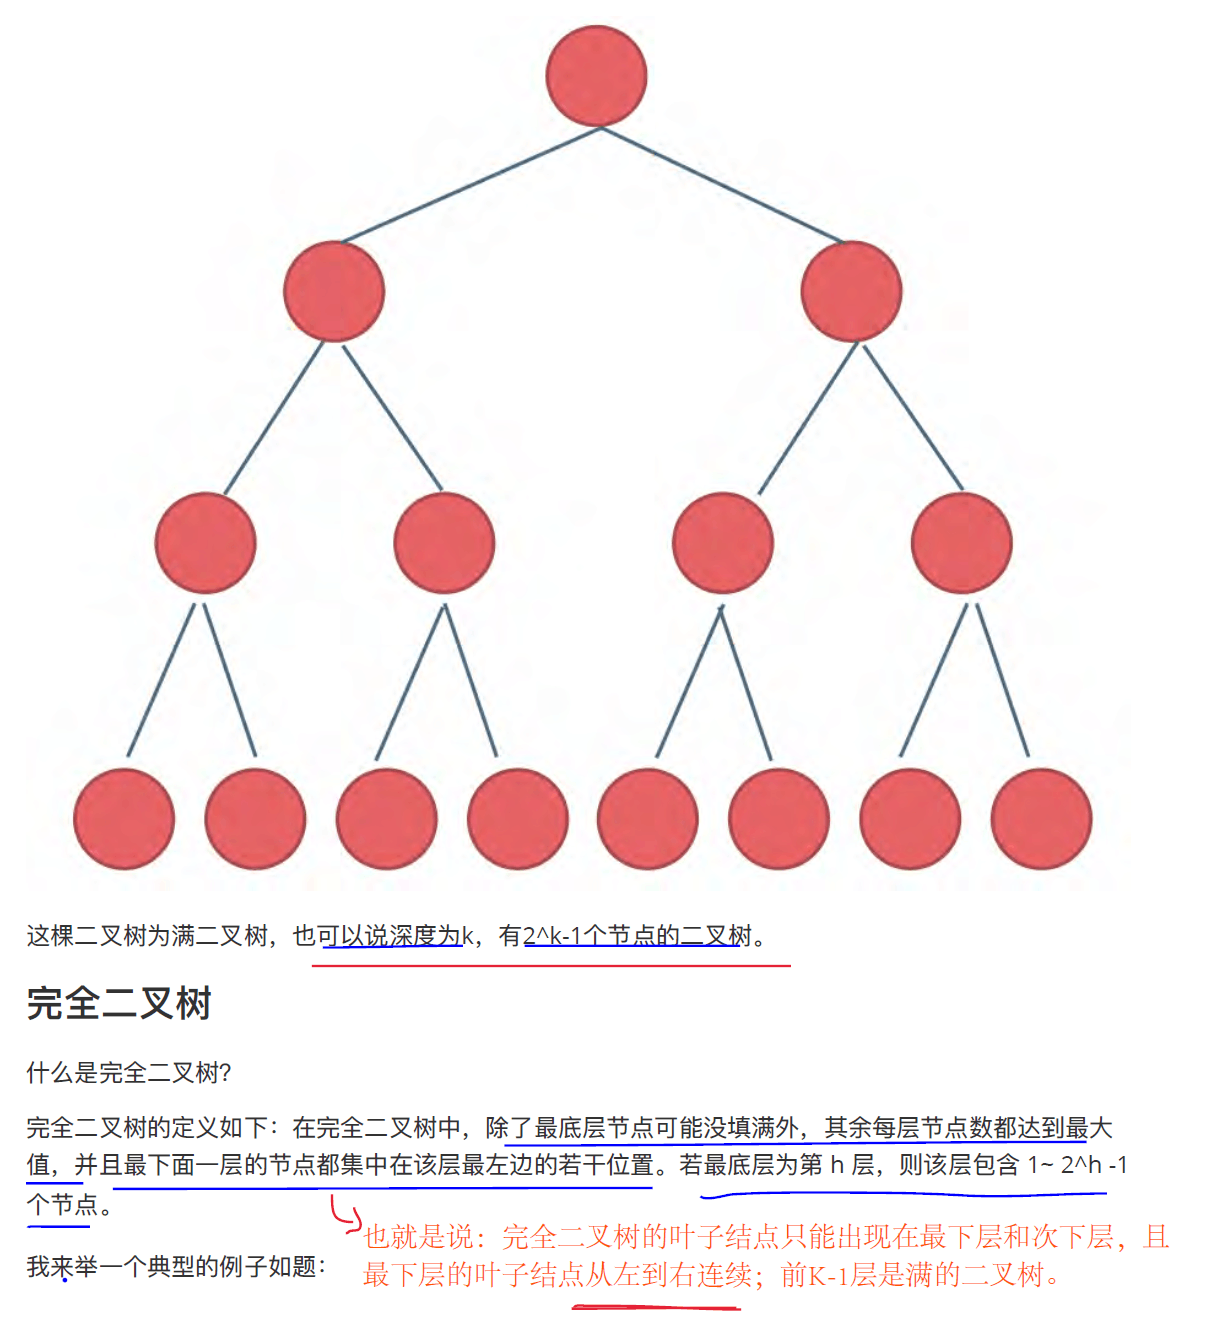 这棵二叉树为满二叉树，也可以说深度为k，有2^k-1个节点的二叉树。
完全二叉树
什么是完全二叉树?
完全二叉树的定义如下：在完全二叉树中，除了最底层节点可能没填满外，其余每层节点数都达到最大
值，并且最下面一层的节点都集中在该层最左边的若干位置。若最底层为第 h 层，则该层包含 1~ 2^h -1
个节点。
也就是说：完全二叉树的叶子结点只能出现在最下层和次下层，且
最下层的叶子结点从左到右连续；前K-1层是满的二叉树。
我来举一个典型的例子如题：